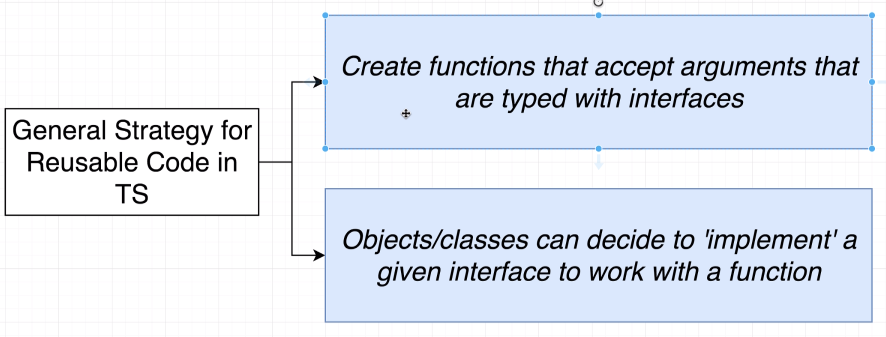 Create functions that accept arguments that
are typed with interfaces
General Strategy for
Reusable Code in
TS
Objects/classes can decide to 'implement' a
given interface to work with a function